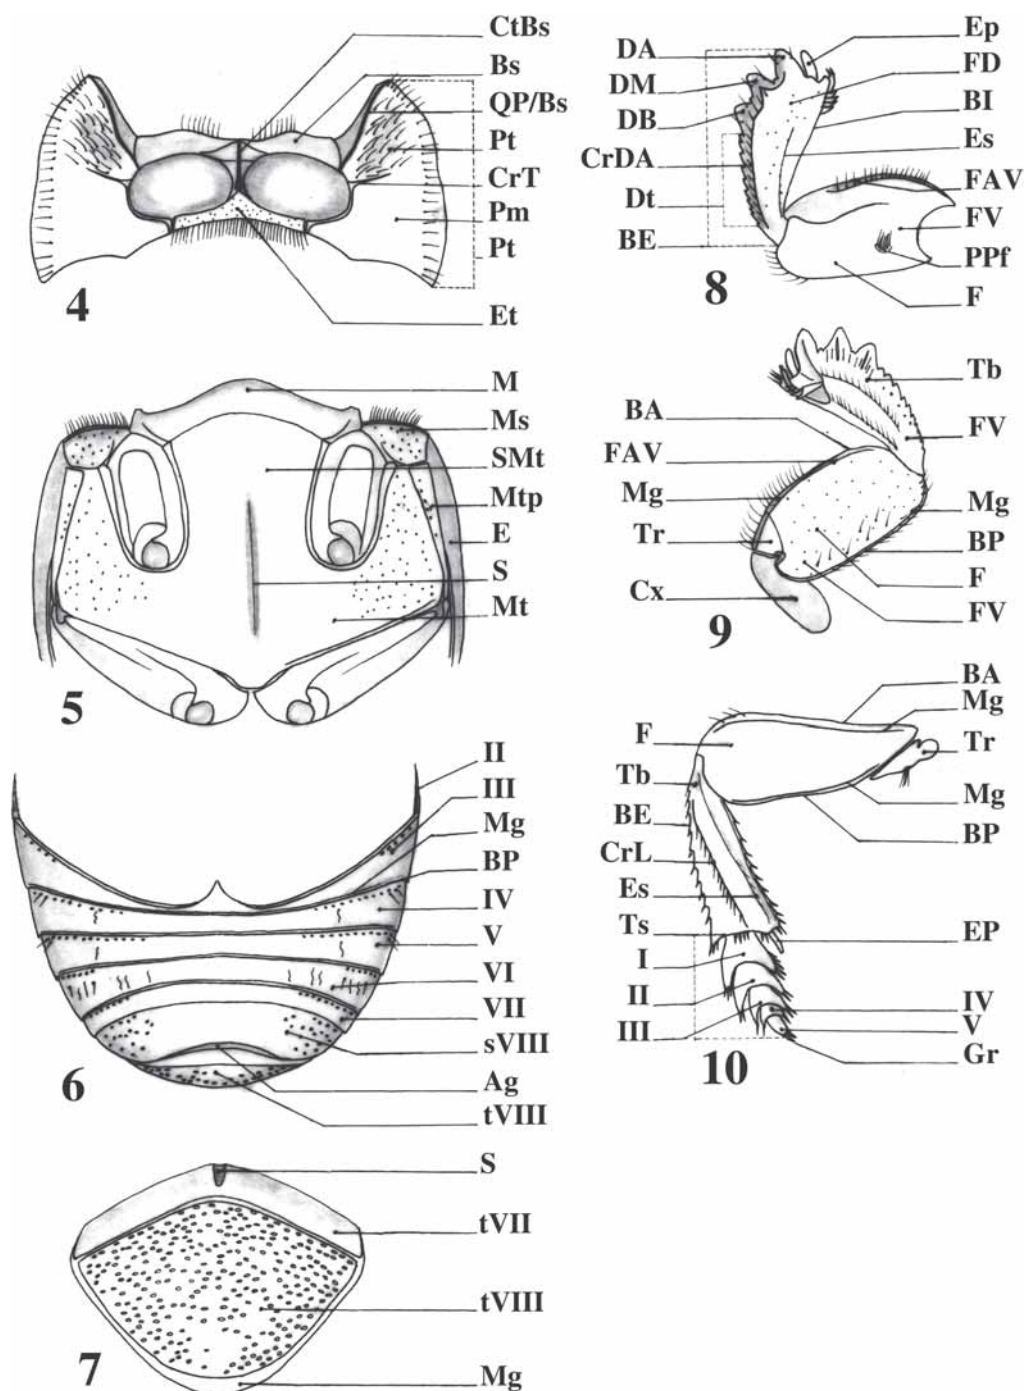 CtBs
Bs
QP/Bs
Pt
CrT
Pm
Pt
Et
4
M
Ms
SMt
Mtp
E
S
Mt
5
II
III
Mg
BP
IV
V
VI
VII
sVIII
Ag
tVIII
6
S
tVII
tVIII
Mg
7
DA
DM
DB
CrDA
Dt
BE
Ep
FD
BI
Es
FAV
FV
PPf
F
8
BA
FAV
Mg
Tr
Cx
Tb
FV
Mg
BP
F
FV
9
F
Tb
BE
CrL
Es
Ts
I
II
III
BA
Mg
Tr
Mg
BP
EP
IV
V
Gr
10